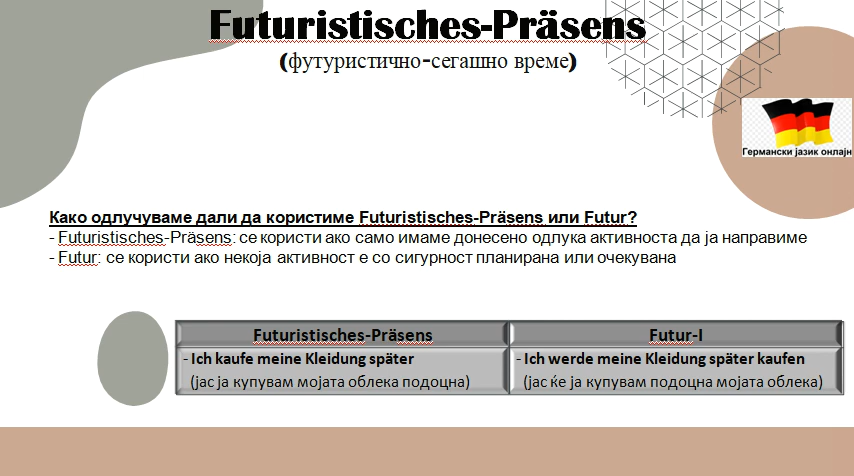 Futuristisches-Präsens
(футуристично-сегашно време)
Германски јазик онлајн
Како одлучуваме дали да користиме Futuristisches-Präsens или Futur?
- Futuristisches-Präsens: се користи ако само имаме донесено одлука активноста да ја направиме
- Futur: се користи ако некоја активност е со сигурност планирана или очекувана
Futuristisches-Präsens
Futur-I
- Ich kaufe meine Kleidung später
(јас ја купувам мојата облека подоцна)
- Ich werde meine Kleidung später kaufen
(јас ќе ја купувам подоцна мојата облека)